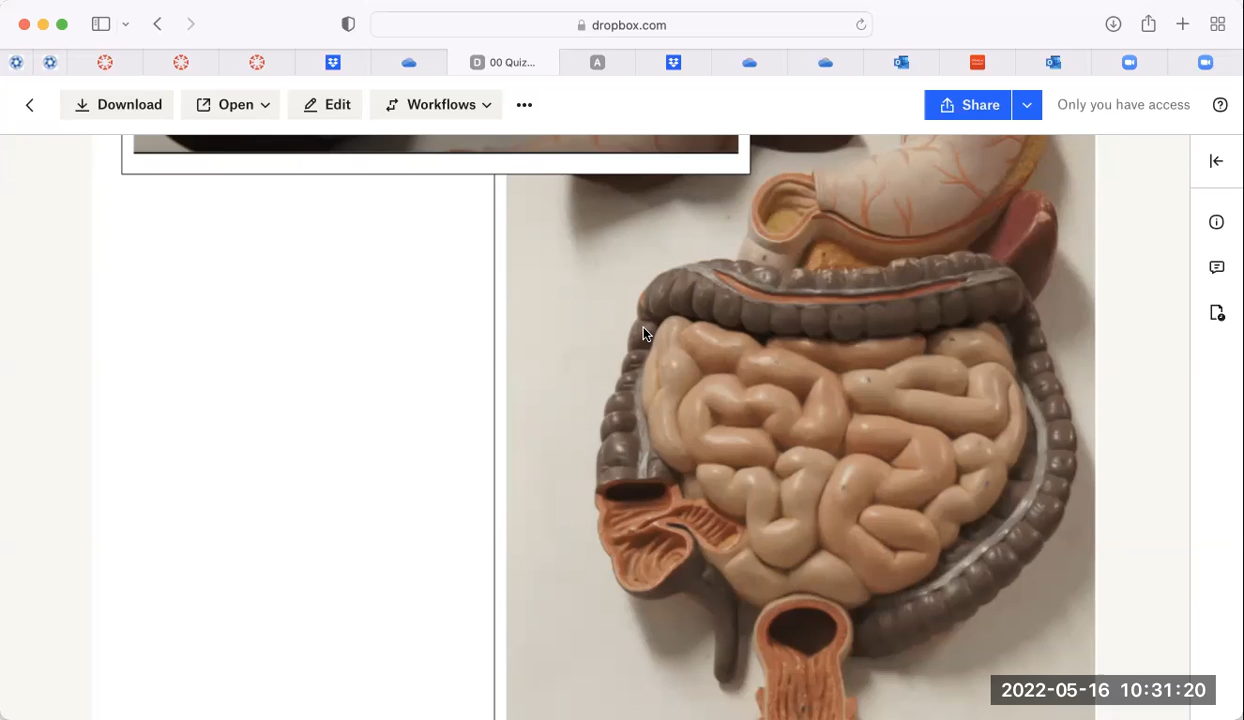 dropbox.com
00 Quiz...
Download
Open
Edit
Workflows
Share
Only you have access
2022-05-16 10:31:20